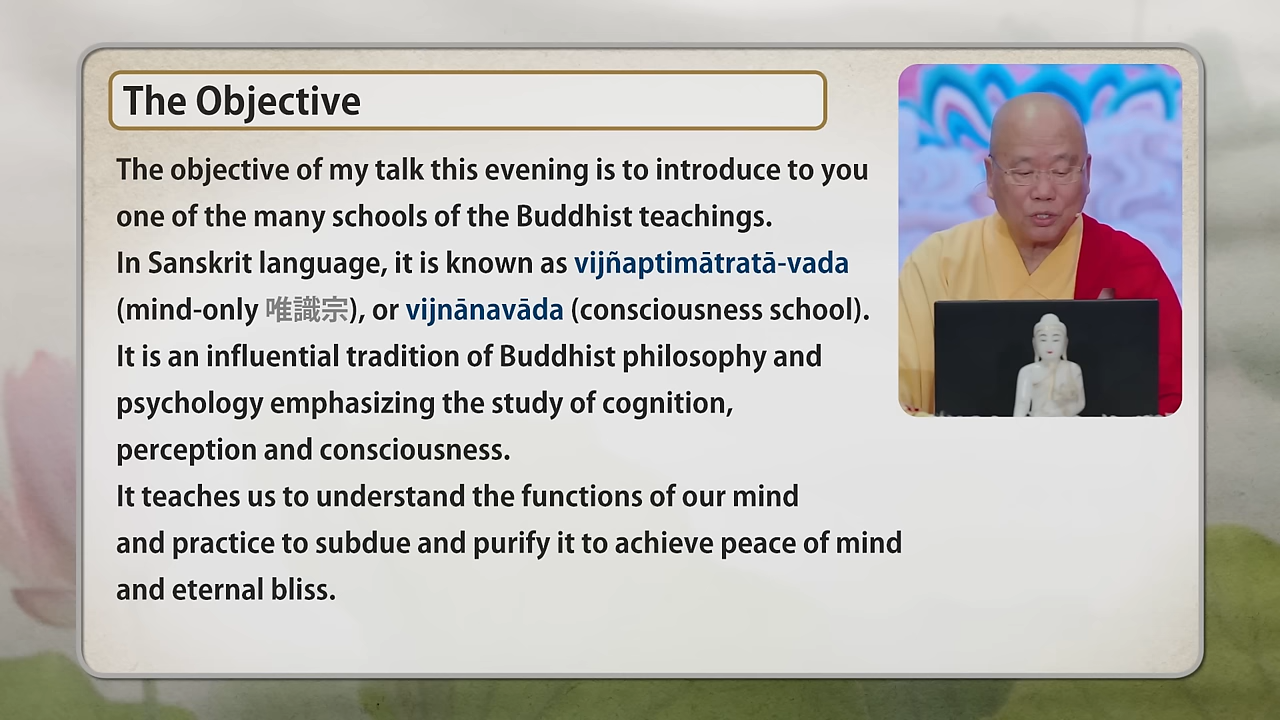 The Objective
The objective of my talk this evening is to introduce to you
one of the many schools of the Buddhist teachings.
In Sanskrit language, it is known as vijñaptimātratā-vada
(mind-only 唯識宗), or vijnānavāda (consciousness school).
It is an influential tradition of Buddhist philosophy and
psychology emphasizing the study of cognition,
perception and consciousness.
It teaches us to understand the functions of our mind
and practice to subdue and purify it to achieve peace of mind
and eternal bliss.